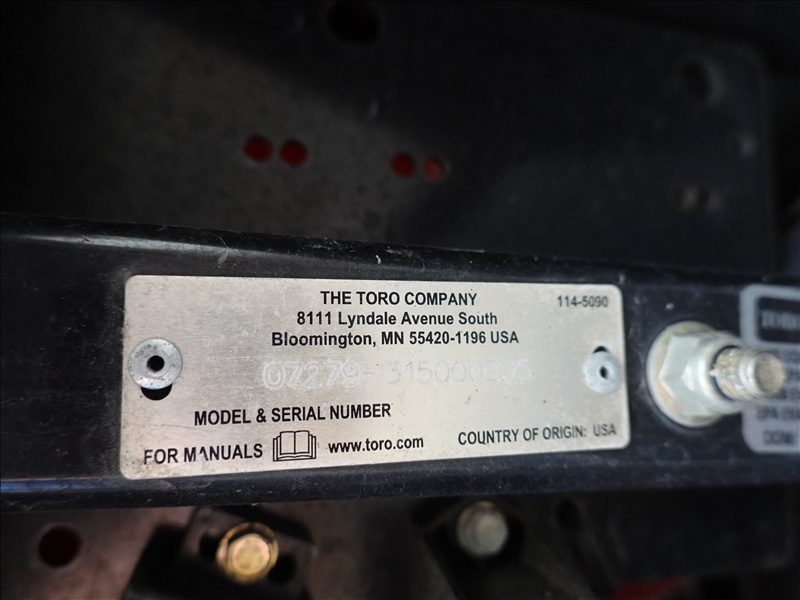 THE TORO COMPANY
114-5090
8111 Lyndale Avenue South
Bloomington, MN 55420-1196 USA
MODEL & SERIAL NUMBER
FOR MANUALS www.toro.com
COUNTRY OF ORIGIN: USA